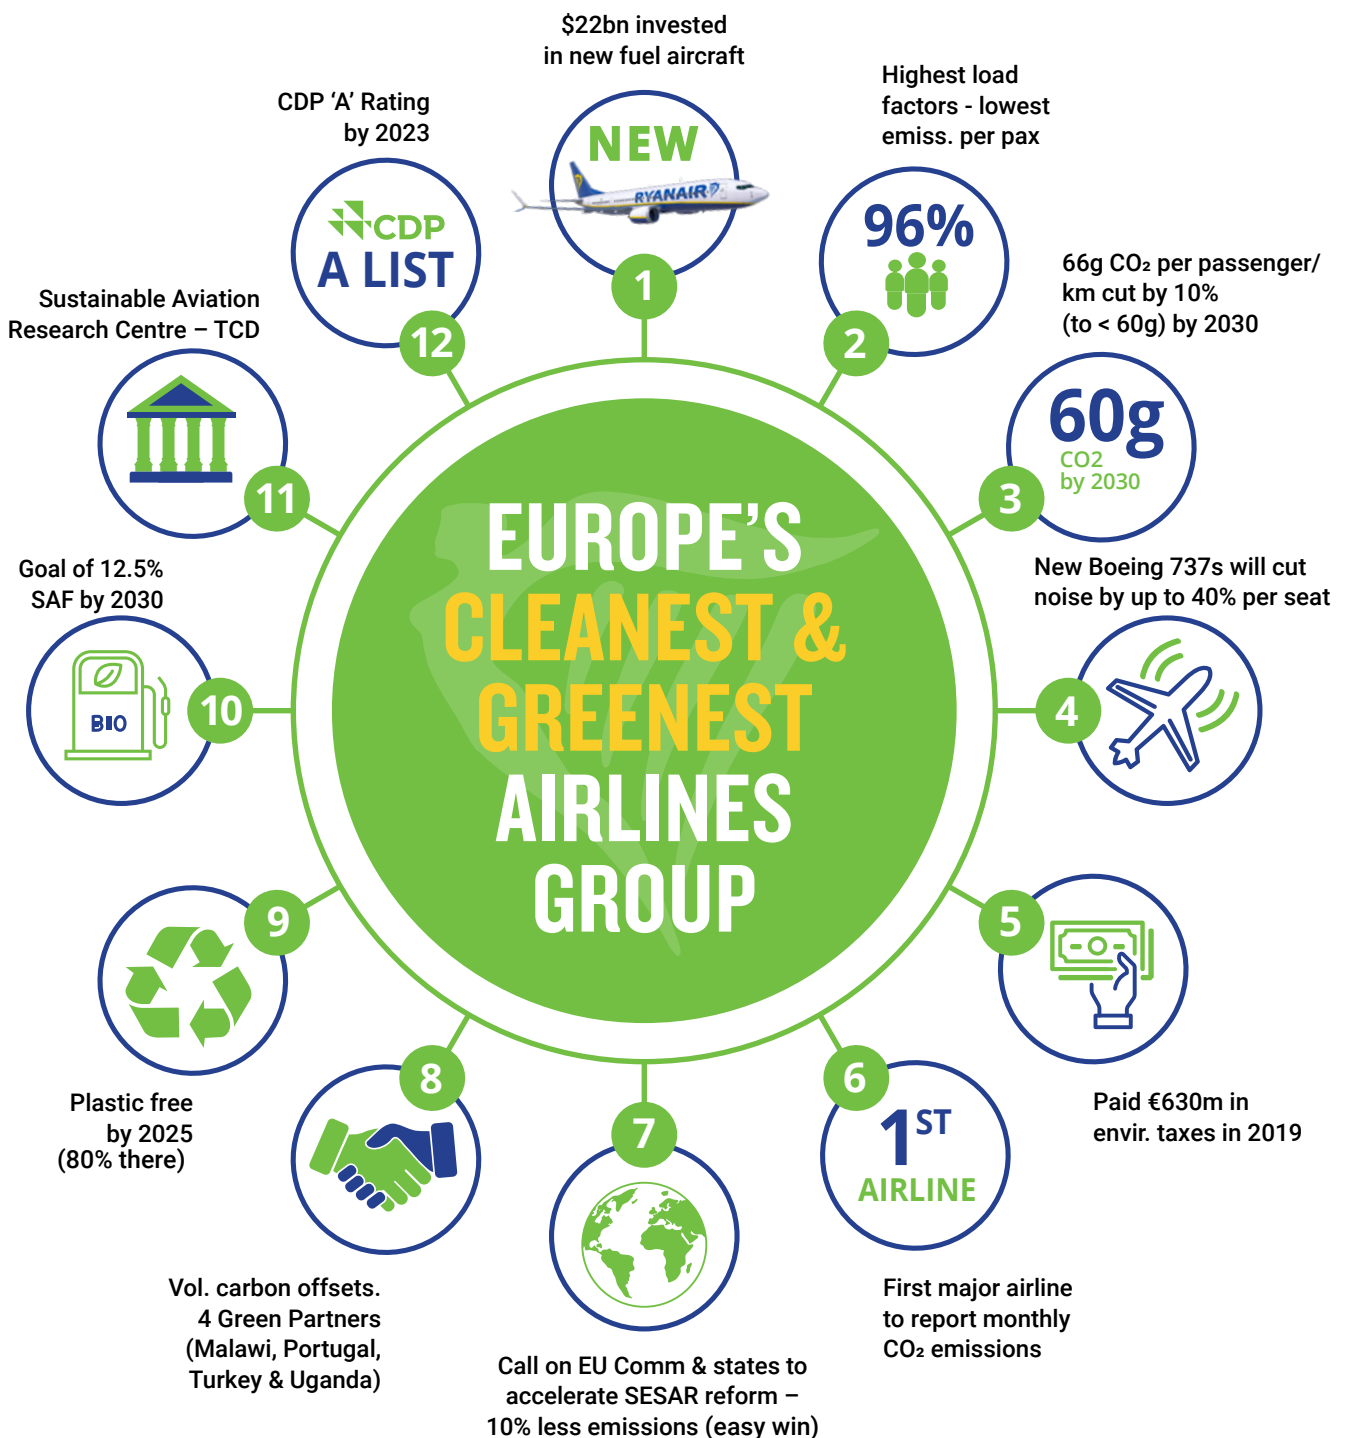 $22bn invested
in new fuel aircraft
NEW
RYANAIR
1
Highest load
factors - lowest
emiss. per pax
96%
2
66g CO₂ per passenger/
km cut by 10%
(to < 60g) by 2030
60g
CO2
by 2030
3
New Boeing 737s will cut
noise by up to 40% per seat
4
5
Paid €630m in
envir. taxes in 2019
6
1ST
AIRLINE
First major airline
to report monthly
CO₂ emissions
7
Call on EU Comm & states to
accelerate SESAR reform –
10% less emissions (easy win)
8
Vol. carbon offsets.
4 Green Partners
(Malawi, Portugal,
Turkey & Uganda)
9
Plastic free
by 2025
(80% there)
Goal of 12.5%
SAF by 2030
BIO
10
Sustainable Aviation
Research Centre – TCD
11
CDP ‘A’ Rating
by 2023
CDP
A LIST
12
EUROPE’S
CLEANEST &
GREENEST
AIRLINES
GROUP